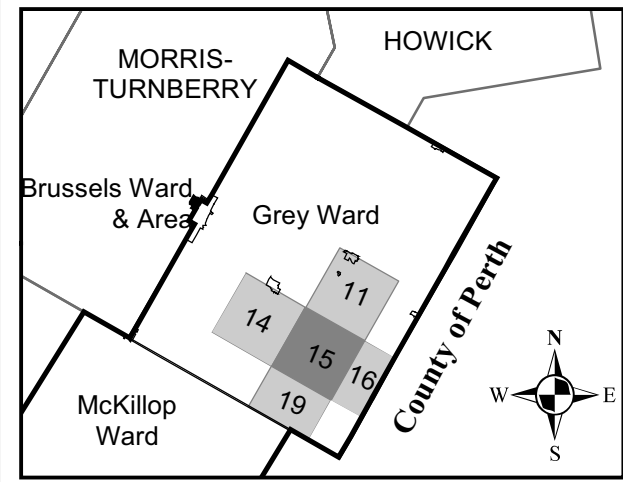 HOWICK
MORRIS-
TURNBERRY
Brussels Ward
& Area
Grey Ward
11
14
15
16
19
County of Perth
McKillop
Ward
N
W
E
S